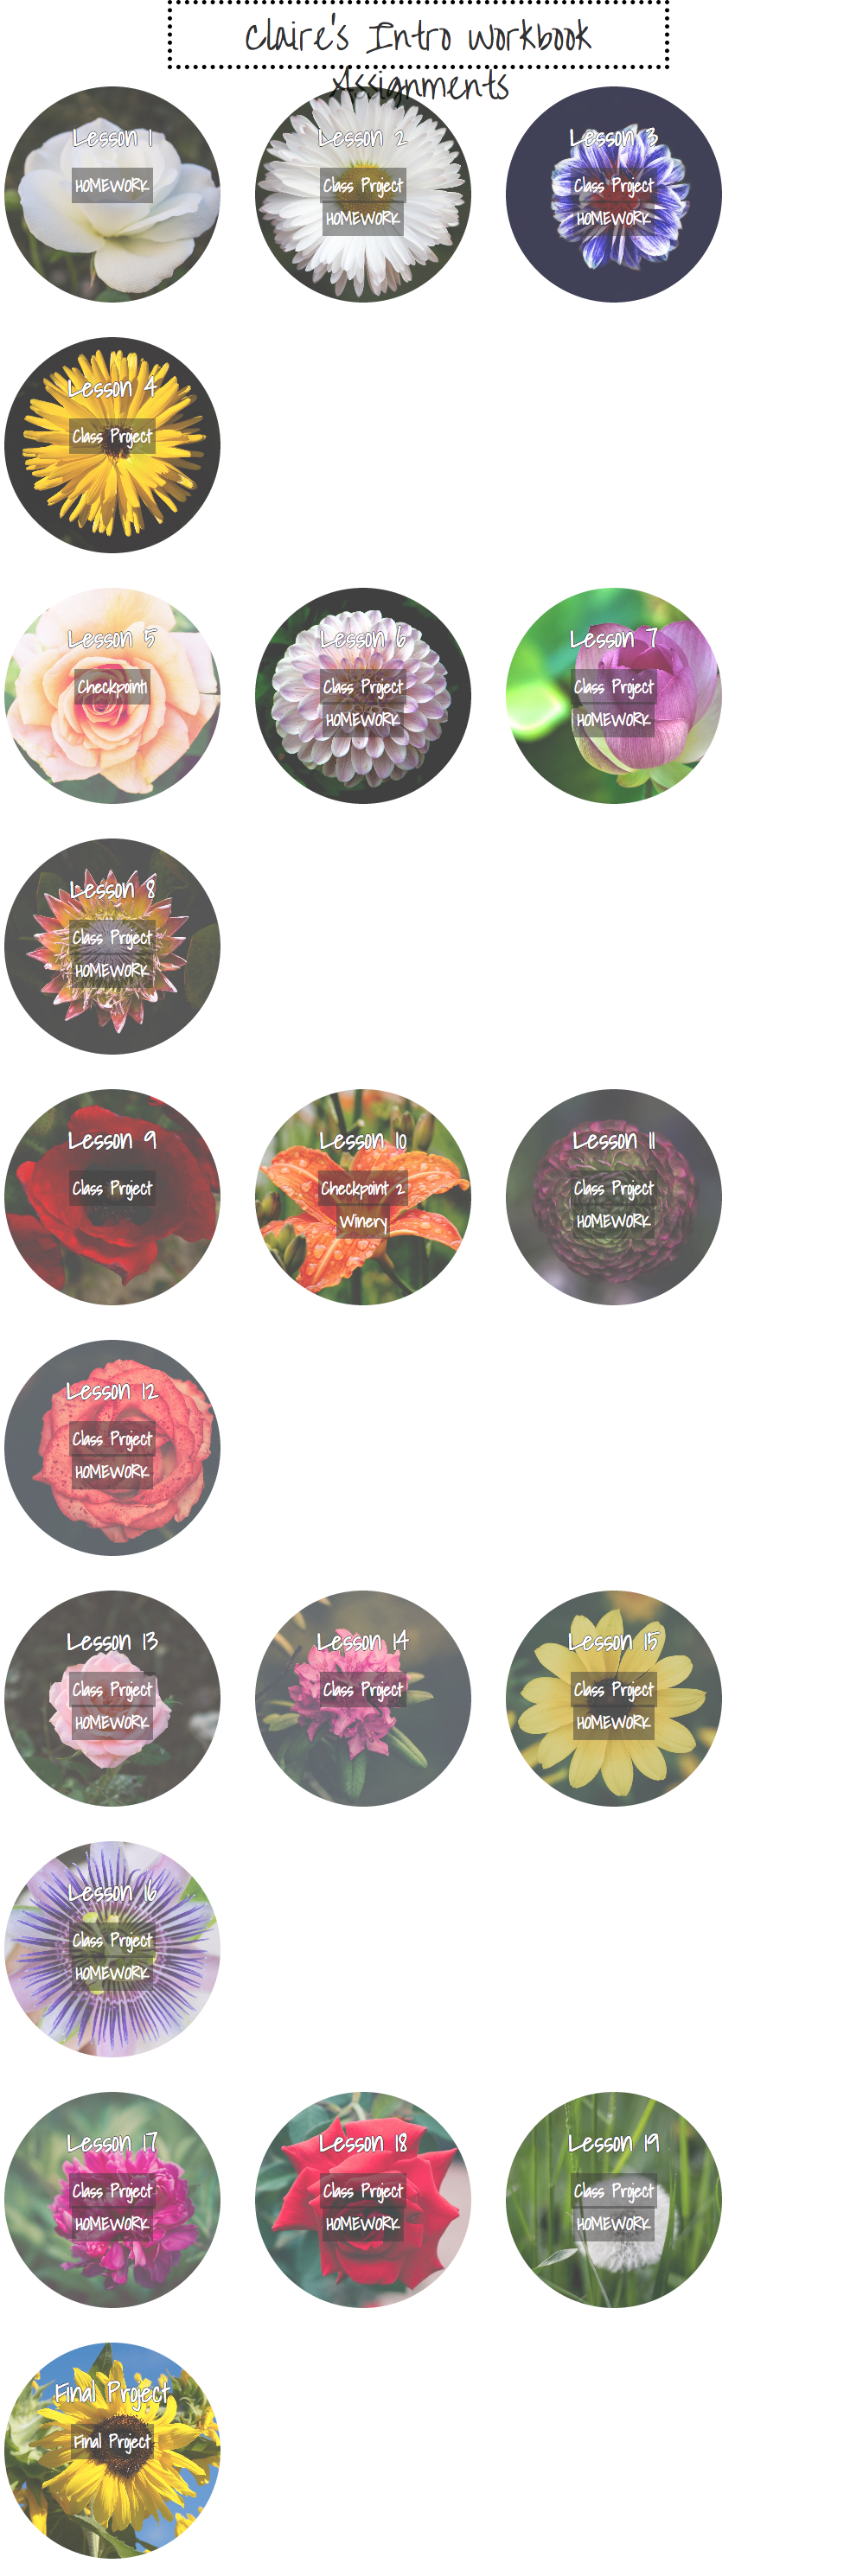 Claire's Intro Workbook
Assignments
Lesson 1
HOMEWORK
Lesson 2
Class Project
HOMEWORK
Lesson 3
Class Project
HOMEWORK
Lesson 4
Class Project
Lesson 5
Checkpoint1
Lesson 6
Class Project
HOMEWORK
Lesson 7
Class Project
HOMEWORK
Lesson 8
Class Project
HOMEWORK
Lesson 9
Class Project
Lesson 10
Checkpoint 2
Winery
Lesson 11
Class Project
HOMEWORK
Lesson 12
Class Project
HOMEWORK
Lesson 13
Class Project
HOMEWORK
Lesson 14
Class Project
Lesson 15
Class Project
HOMEWORK
Lesson 16
Class Project
HOMEWORK
Lesson 17
Class Project
HOMEWORK
Lesson 18
Class Project
HOMEWORK
Lesson 19
Class Project
HOMEWORK
Final Project
Final Project